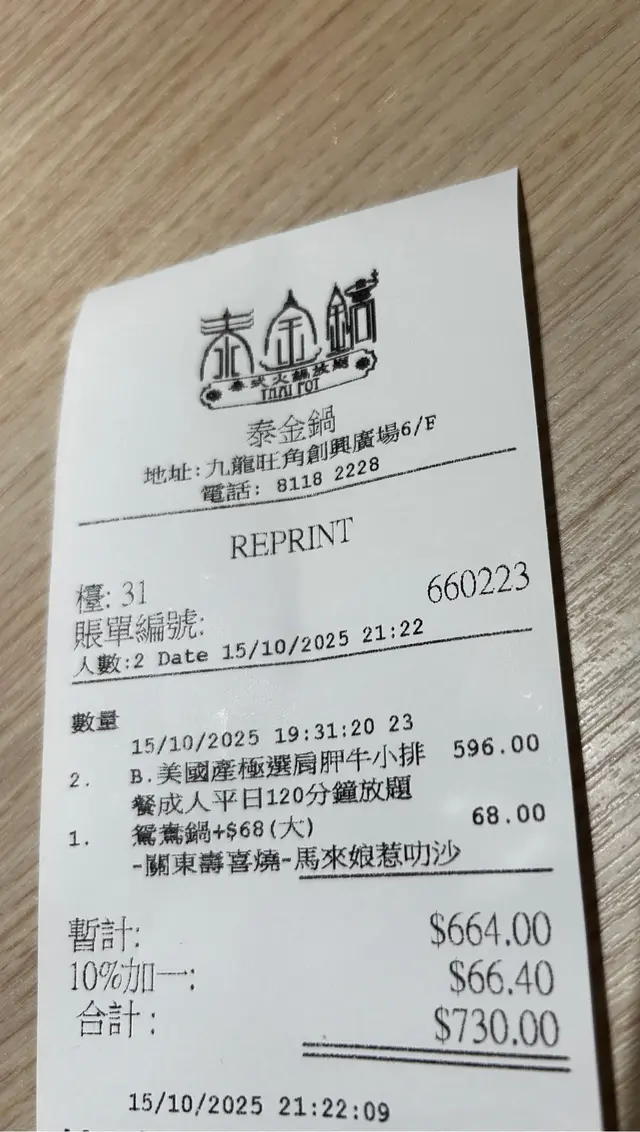 泰金鍋
泰式火鍋放題
THAI POT
泰金鍋
地址:九龍旺角創興廣場6/F
電話: 8118 2228
REPRINT
檯: 31
660223
賬單編號:
人數:2 Date 15/10/2025 21:22
數量
15/10/2025 19:31:20 23
2. B.美國產極選肩胛牛小排 596.00
餐成人平日120分鐘放題
1. 鴛鴦鍋+$68(大) 68.00
-關東壽喜燒-馬來娘惹叻沙
暫計: $664.00
10%加一: $66.40
合計: $730.00
15/10/2025 21:22:09